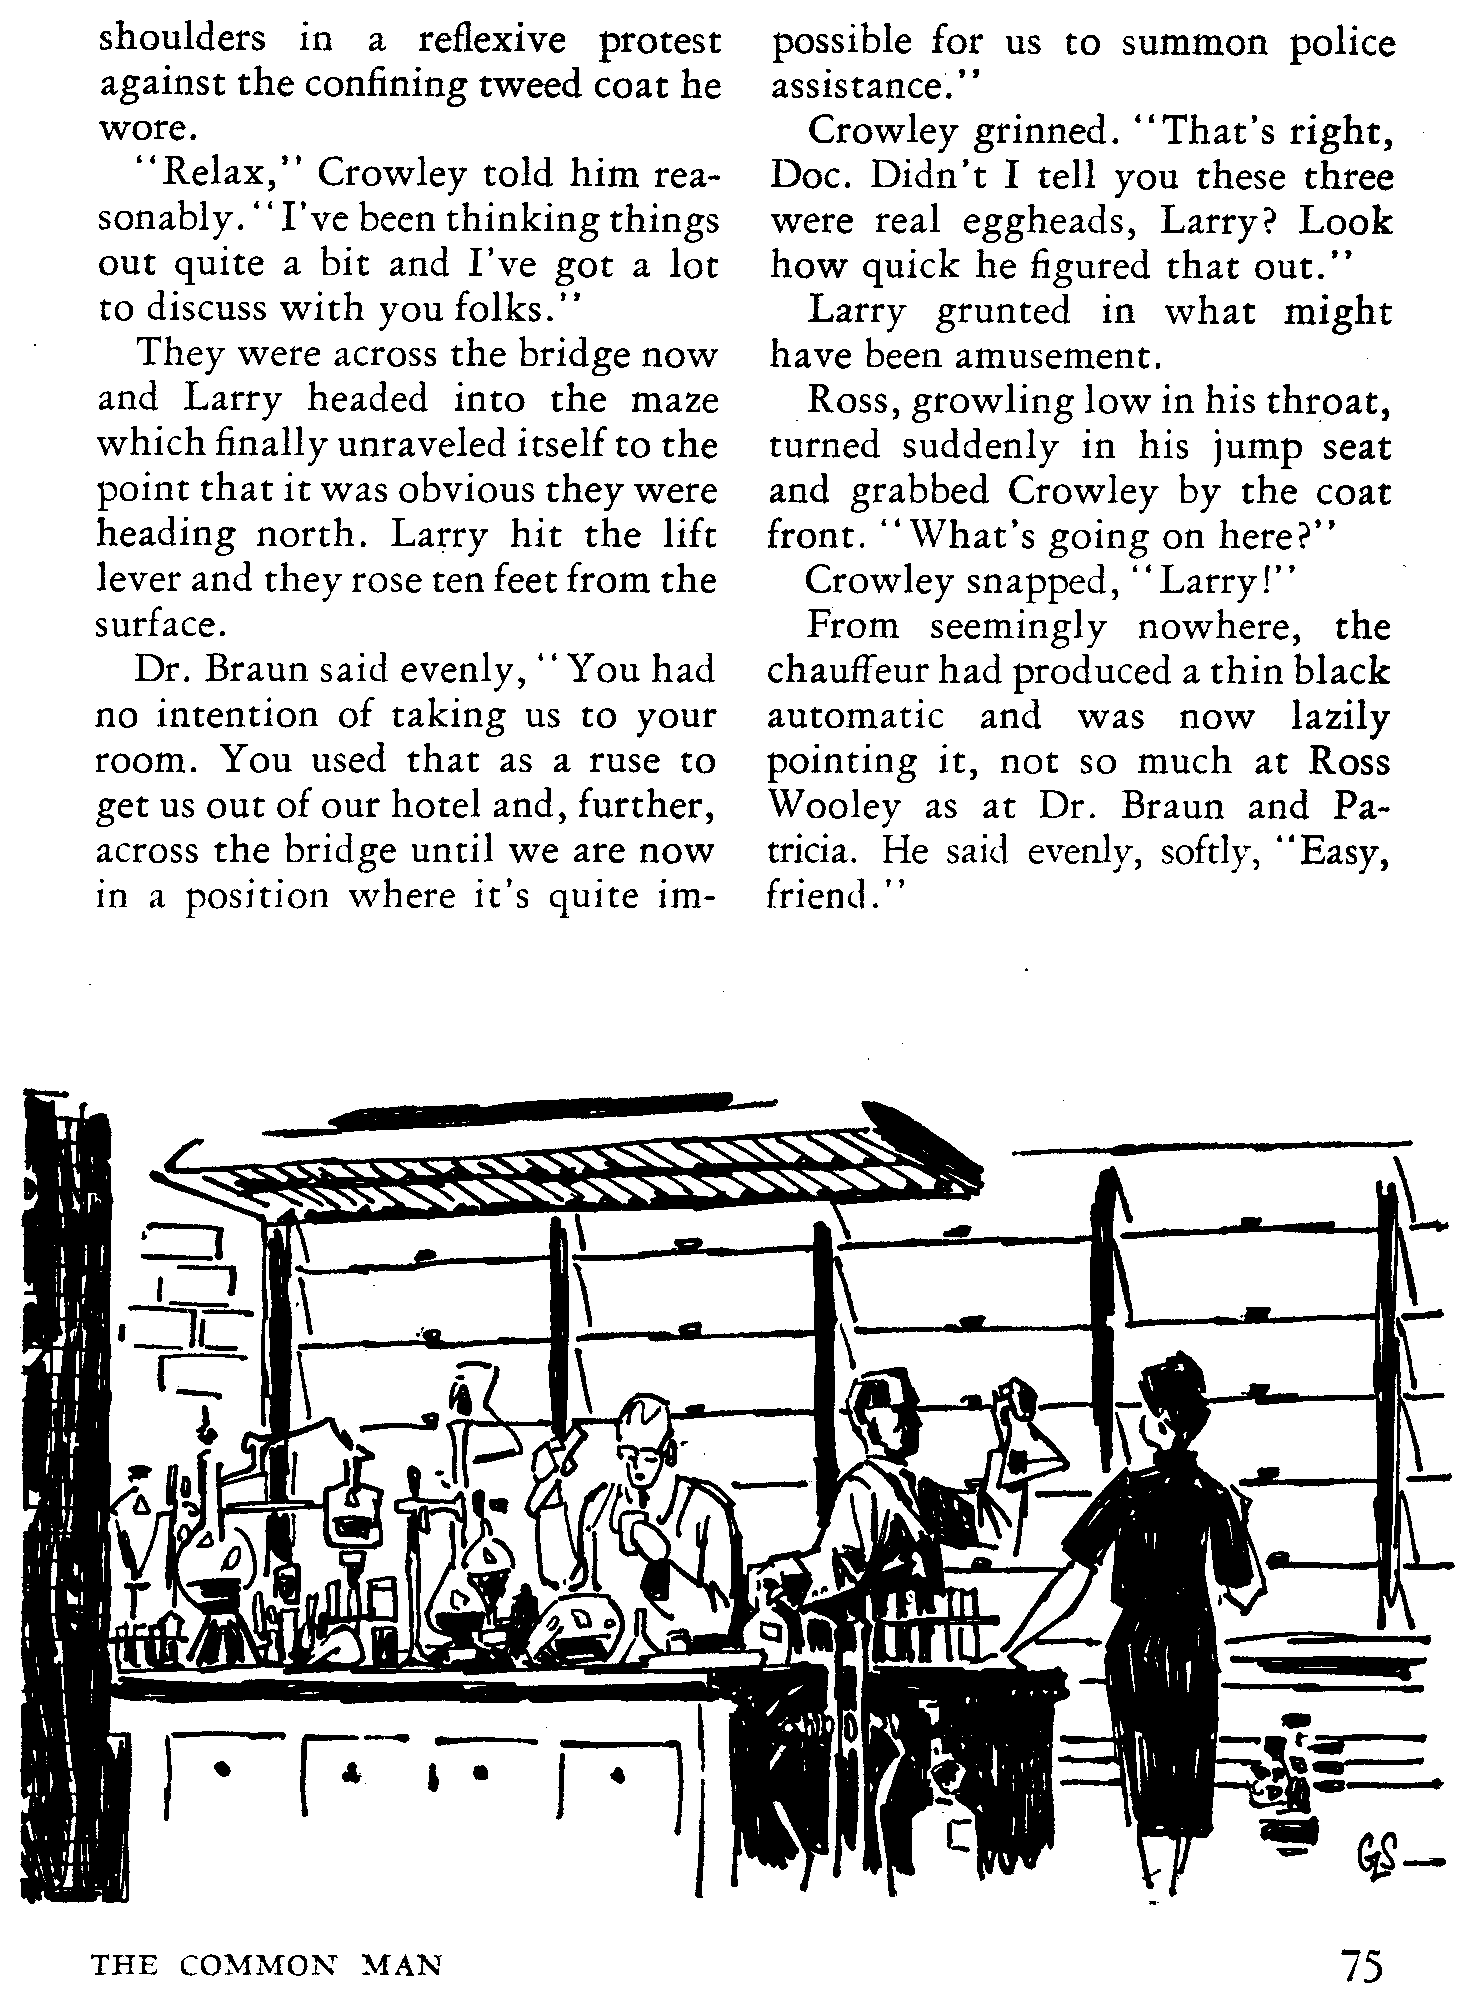 shoulders in a reflexive protest
against the confining tweed coat he
wore.
“Relax,” Crowley told him rea-
sonably. “I've been thinking things
out quite a bit and I've got a lot
to discuss with you folks.”
They were across the bridge now
and Larry headed into the maze
which finally unraveled itself to the
point that it was obvious they were
heading north. Larry hit the lift
lever and they rose ten feet from the
surface.
Dr. Braun said evenly, “You had
no intention of taking us to your
room. You used that as a ruse to
get us out of our hotel and, further,
across the bridge until we are now
in a position where it's quite im-
possible for us to summon police
assistance.”
Crowley grinned. “That's right,
Doc. Didn't I tell you these three
were real eggheads, Larry? Look
how quick he figured that out.”
Larry grunted in what might
have been amusement.
Ross, growling low in his throat,
turned suddenly in his jump seat
and grabbed Crowley by the coat
front. “What's going on here?”
Crowley snapped, “Larry!”
From seemingly nowhere, the
chauffeur had produced a thin black
automatic and was now lazily
pointing it, not so much at Ross
Wooley as at Dr. Braun and Pa-
tricia. He said evenly, softly, “Easy,
friend.”
GLS
THE COMMON MAN
75